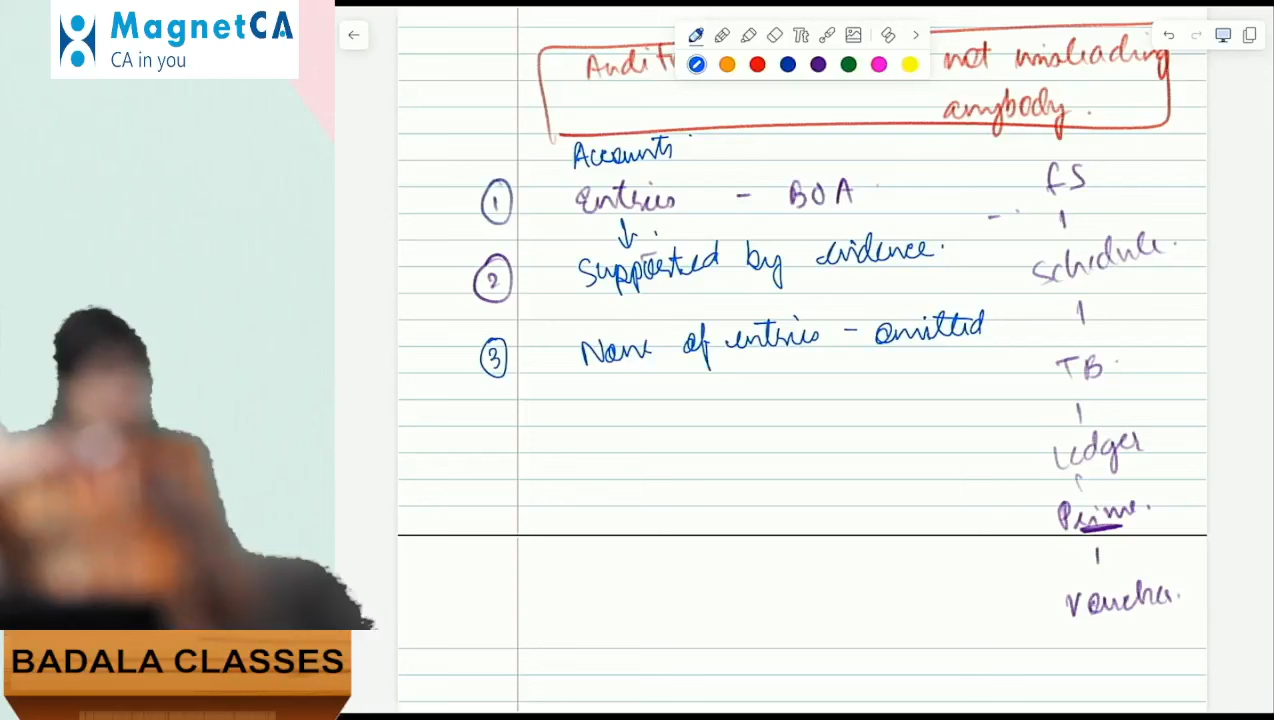 MagnetCA
CA in you
not misleading
anybody.
Accounts
① Entries - BOA
② Supported by evidence.
③ None of entries - omitted
FS
Schedule
TB
Ledger
Prime.
Voucher.
BADALA CLASSES